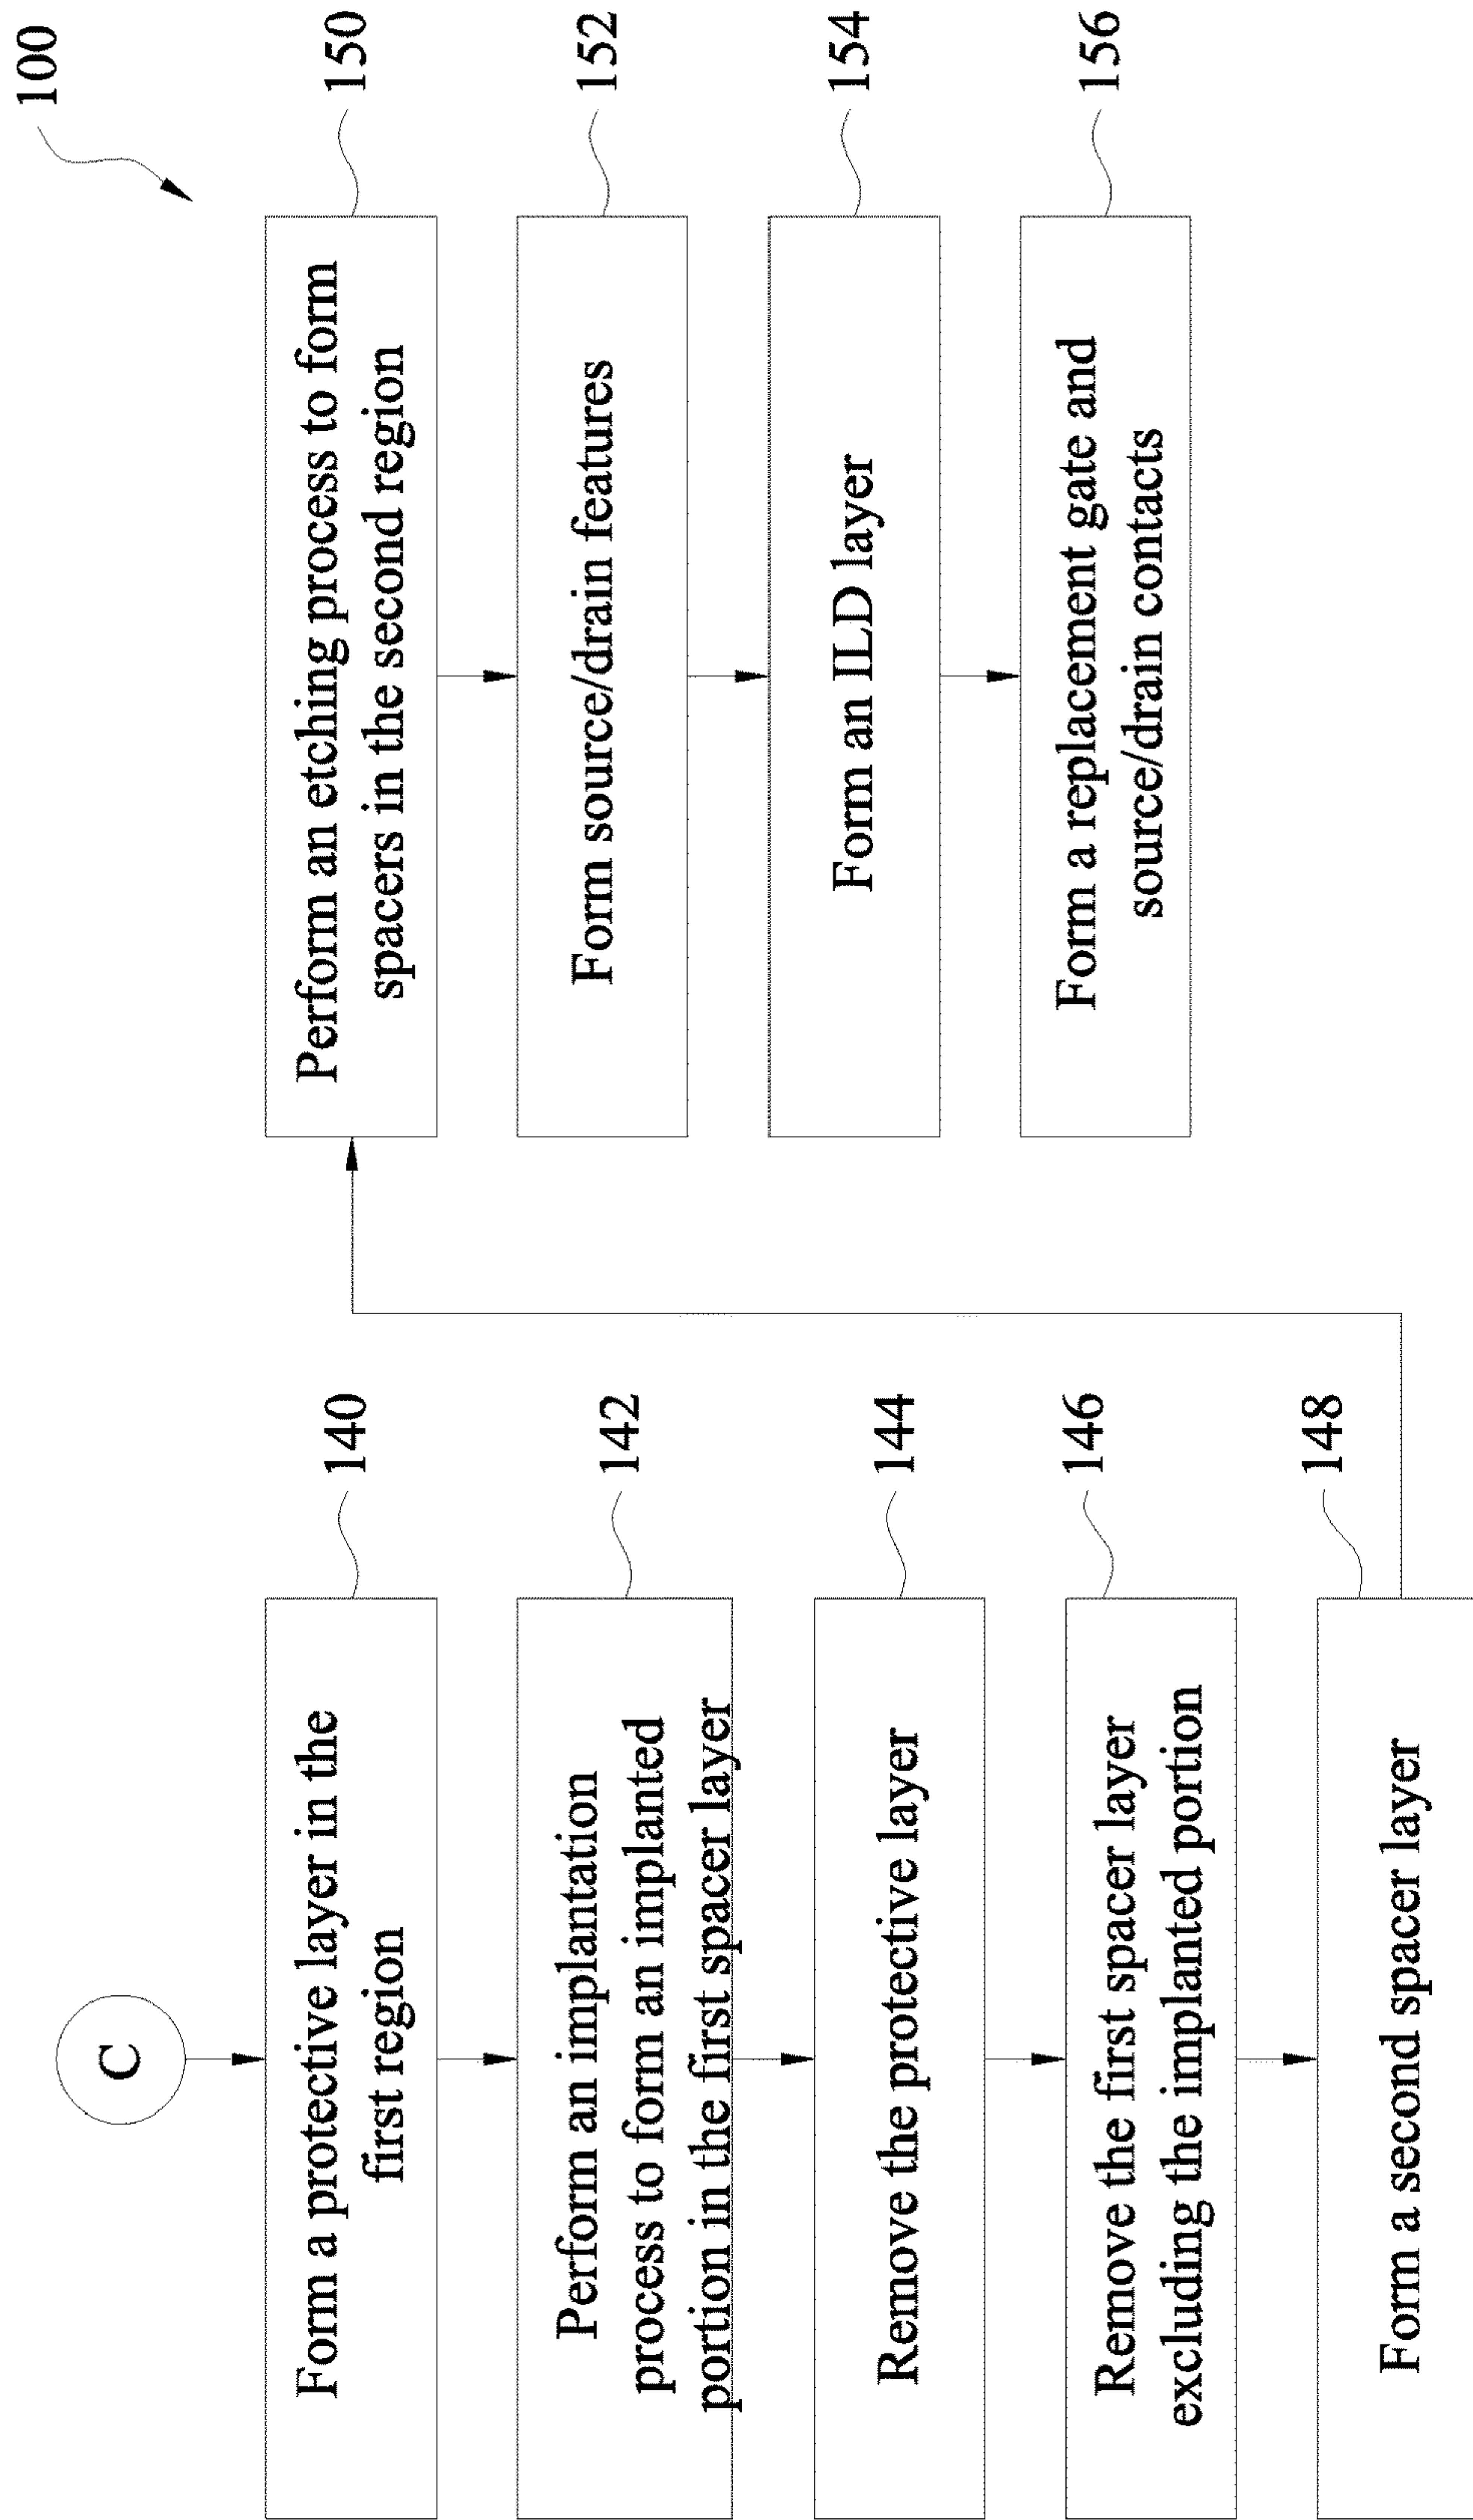 100
C
Form a protective layer in the
first region
140
Perform an implantation
process to form an implanted
portion in the first spacer layer
142
Remove the protective layer
144
Remove the first spacer layer
excluding the implanted portion
146
Form a second spacer layer
148
Perform an etching process to form
spacers in the second region
150
Form source/drain features
152
Form an ILD layer
154
Form a replacement gate and
source/drain contacts
156